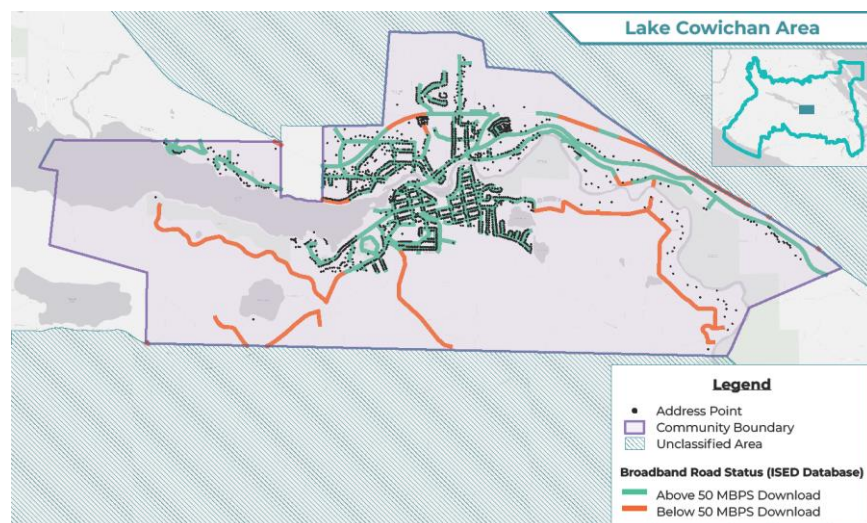 Lake Cowichan Area
Legend
Address Point
Community Boundary
Unclassified Area
Broadband Road Status (ISED Database)
Above 50 MBPS Download
Below 50 MBPS Download